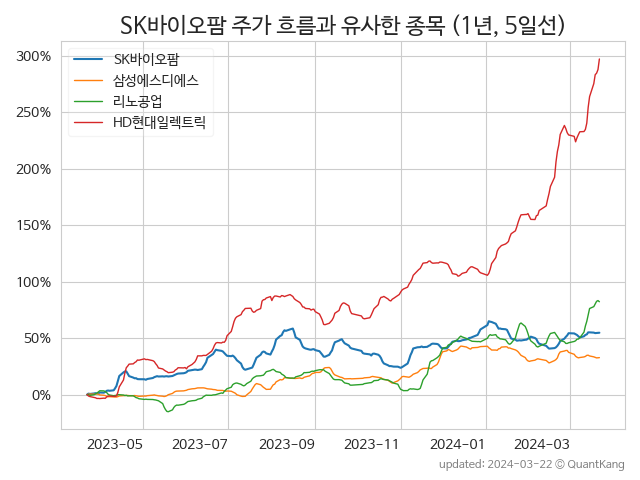 SK바이오팜 주가 흐름과 유사한 종목 (1년, 5일선)
SK바이오팜
삼성에스디에스
리노공업
HD현대일렉트릭
300%
250%
200%
150%
100%
50%
0%
2023-05
2023-07
2023-09
2023-11
2024-01
2024-03
updated: 2024-03-22 © QuantKang